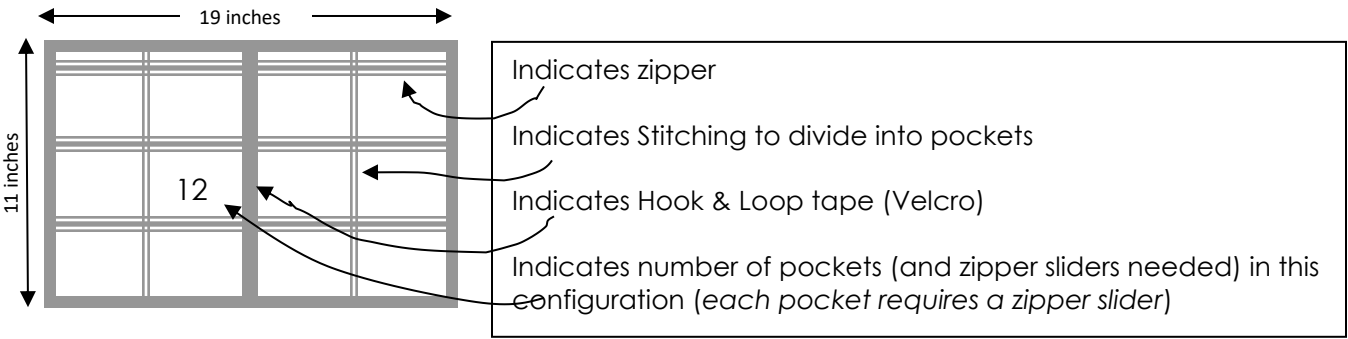 19 inches
11 inches
12
Indicates zipper
Indicates Stitching to divide into pockets
Indicates Hook & Loop tape (Velcro)
Indicates number of pockets (and zipper sliders needed) in this
configuration (each pocket requires a zipper slider)